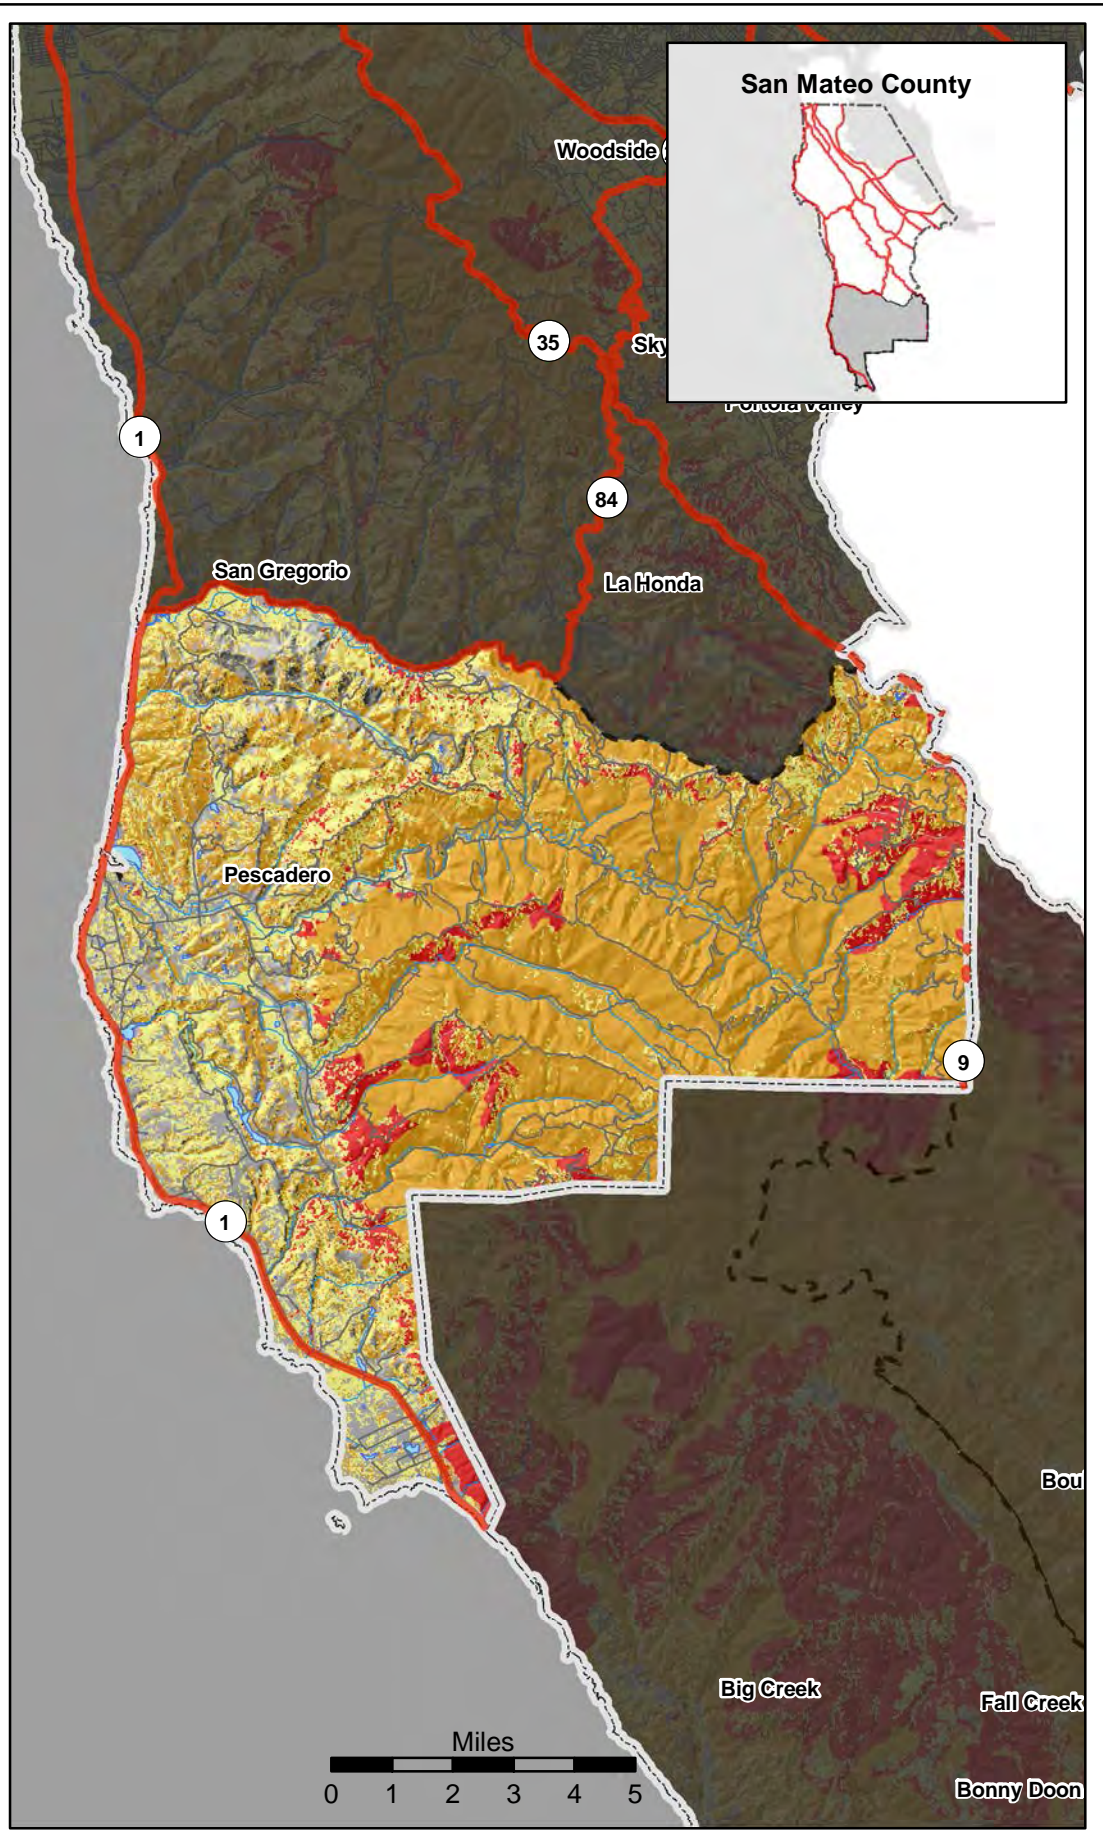 San Mateo County
Woodside
35
Sky
Portola Valley
1
84
San Gregorio
La Honda
Pescadero
9
1
Boul
Big Creek
Fall Creek
Miles
0 1 2 3 4 5
Bonny Doon